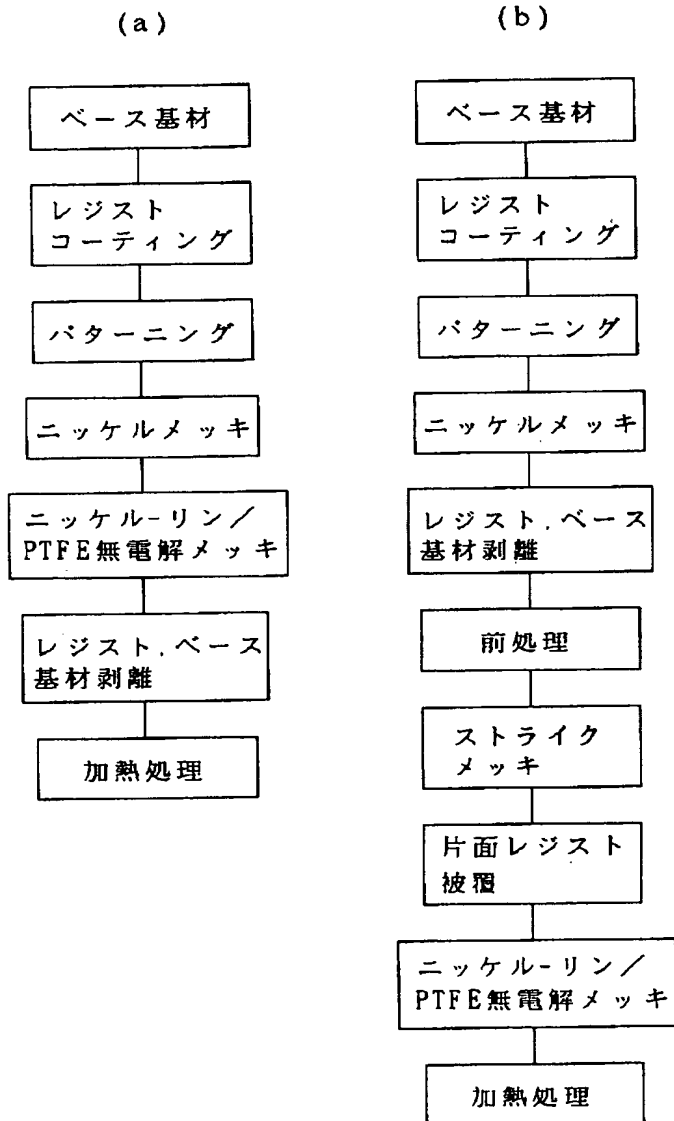 (a)
ベース基材
レジスト
コーティング
パターニング
ニッケルメッキ
ニッケル-リン／
PTFE無電解メッキ
レジスト,ベース
基材剥離
加熱処理
(b)
ベース基材
レジスト
コーティング
パターニング
ニッケルメッキ
レジスト,ベース
基材剥離
前処理
ストライク
メッキ
片面レジスト
被覆
ニッケル-リン／
PTFE無電解メッキ
加熱処理